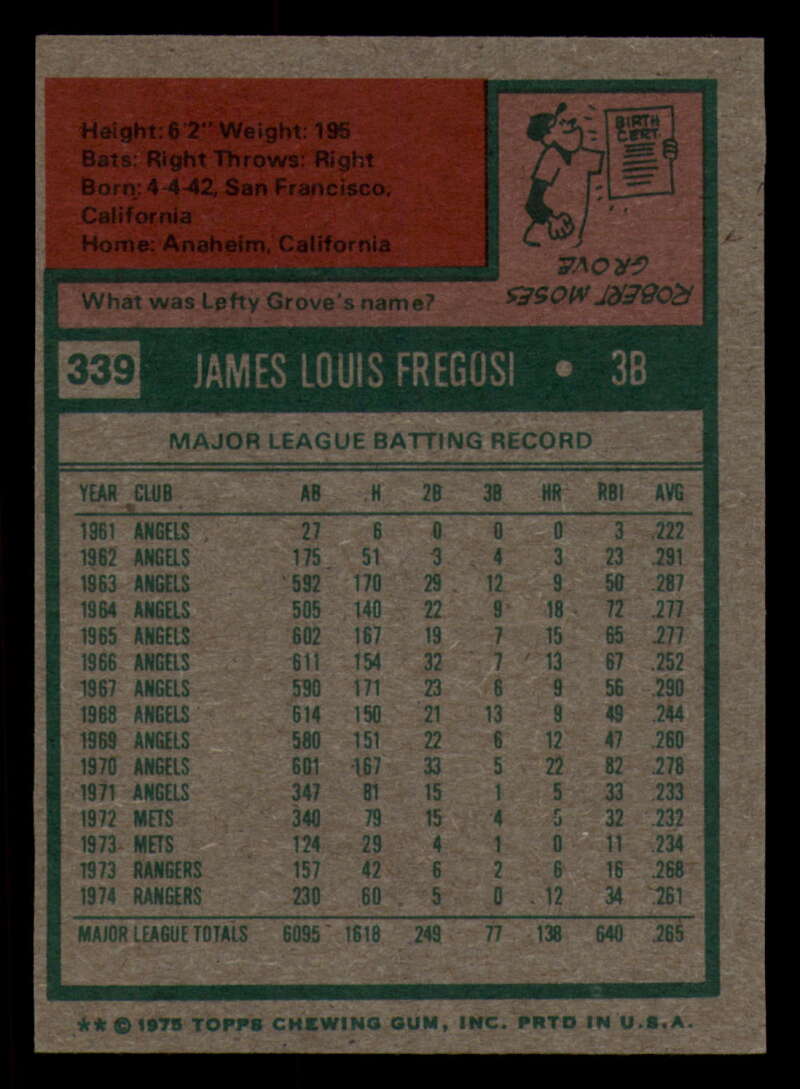 Height: 6'2" Weight: 195
Bats: Right Throws: Right
Born: 4-4-42, San Francisco,
California
Home: Anaheim, California
BIRTH
CERT.
ROBERT MOSES
GROVE
What was Lefty Grove's name?
339 JAMES LOUIS FREGOSI • 3B
MAJOR LEAGUE BATTING RECORD
YEAR CLUB AB H 2B 3B HR RBI AVG
1961 ANGELS 27 6 0 0 0 3 .222
1962 ANGELS 175 51 3 4 3 23 .291
1963 ANGELS 592 170 29 12 9 50 .287
1964 ANGELS 505 140 22 9 18 72 .277
1965 ANGELS 602 167 19 7 15 65 .277
1966 ANGELS 611 154 32 7 13 67 .252
1967 ANGELS 590 171 23 6 9 56 .290
1968 ANGELS 614 150 21 13 9 49 .244
1969 ANGELS 580 151 22 6 12 47 .260
1970 ANGELS 601 167 33 5 22 82 .278
1971 ANGELS 347 81 15 1 5 33 .233
1972 METS 340 79 15 4 5 32 .232
1973 METS 124 29 4 1 0 11 .234
1973 RANGERS 157 42 6 2 6 16 .268
1974 RANGERS 230 60 5 0 12 34 .261
MAJOR LEAGUE TOTALS 6095 1618 249 77 138 640 .265
** © 1975 TOPPS CHEWING GUM, INC. PRTD IN U.S.A.